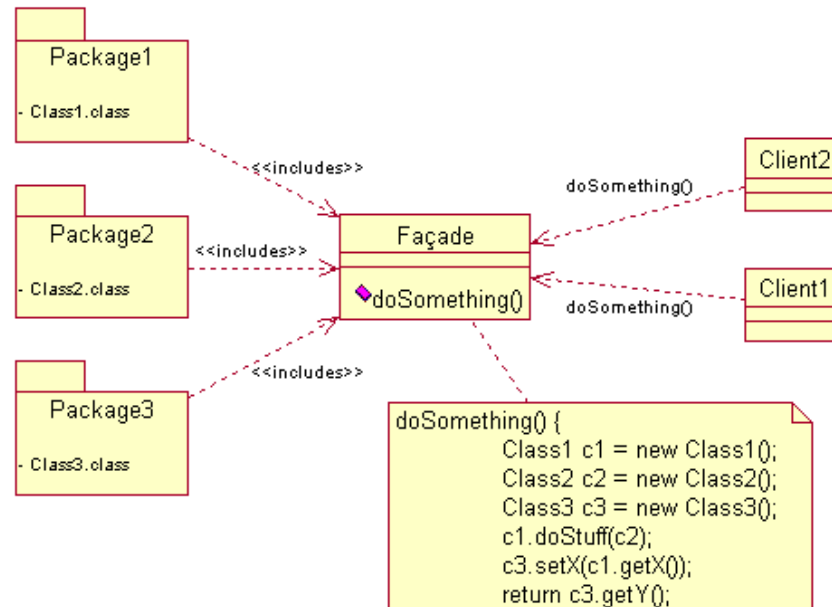 Package1
- Class1.class
<<includes>>
Package2
- Class2.class
<<includes>>
Package3
- Class3.class
<<includes>>
Façade
doSomething()
doSomething()
Client2
doSomething()
Client1
doSomething() {
Class1 c1 = new Class1();
Class2 c2 = new Class2();
Class3 c3 = new Class3();
c1.doStuff(c2);
c3.setX(c1.getX());
return c3.getY();